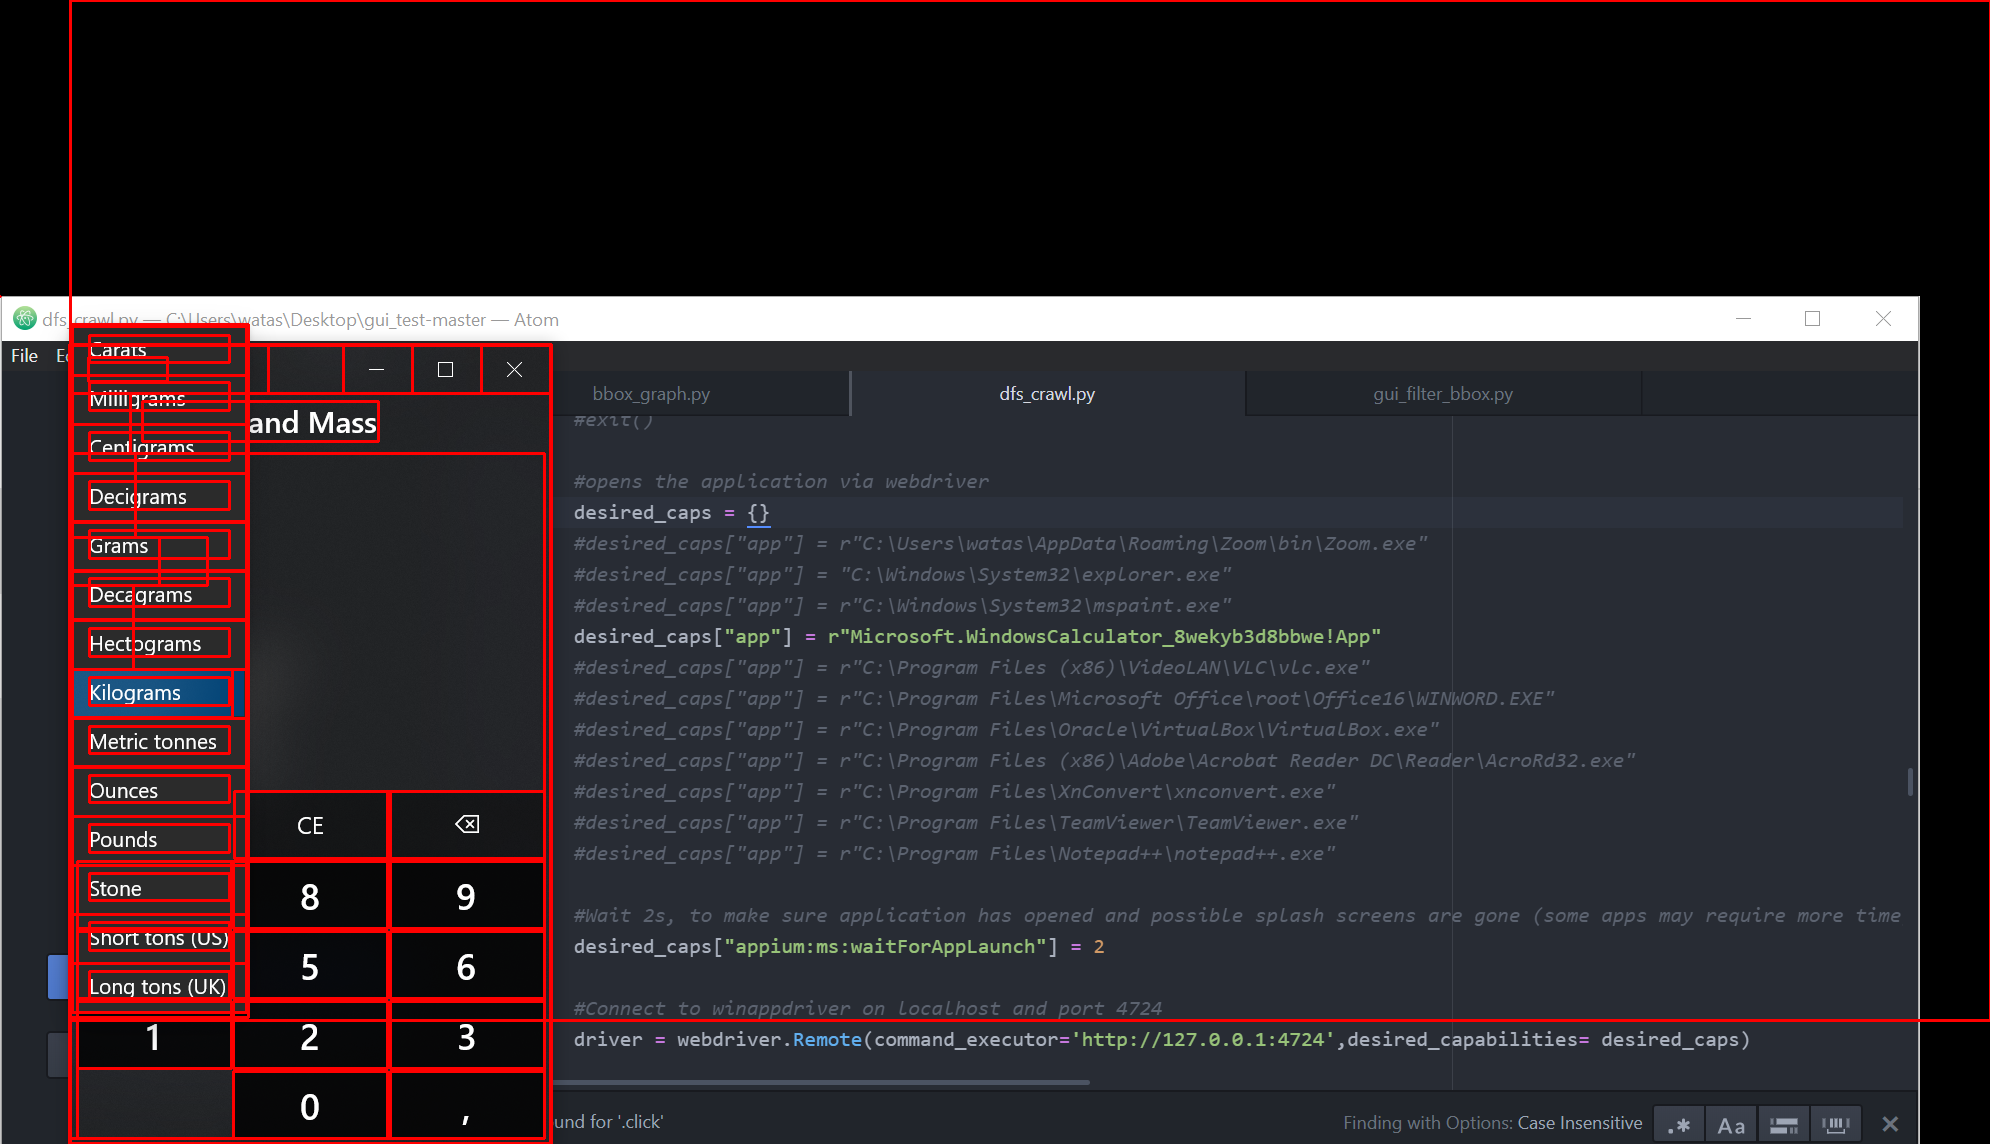 dfs_crawl.py — C:\Users\watas\Desktop\gui_test-master — Atom
File
bbox_graph.py
dfs_crawl.py
gui_filter_bbox.py
Carats
Milligrams
Centigrams
Decigrams
Grams
Decagrams
Hectograms
Kilograms
Metric tonnes
Ounces
Pounds
Stone
Short tons (US)
Long tons (UK)
and Mass
CE
8
9
5
6
1
2
3
0
,
#exit()
#opens the application via webdriver
desired_caps = {}
#desired_caps["app"] = r"C:\Users\watas\AppData\Roaming\Zoom\bin\Zoom.exe"
#desired_caps["app"] = "C:\Windows\System32\explorer.exe"
#desired_caps["app"] = r"C:\Windows\System32\mspaint.exe"
desired_caps["app"] = r"Microsoft.WindowsCalculator_8wekyb3d8bbwe!App"
#desired_caps["app"] = r"C:\Program Files (x86)\VideoLAN\VLC\vlc.exe"
#desired_caps["app"] = r"C:\Program Files\Microsoft Office\root\Office16\WINWORD.EXE"
#desired_caps["app"] = r"C:\Program Files\Oracle\VirtualBox\VirtualBox.exe"
#desired_caps["app"] = r"C:\Program Files (x86)\Adobe\Acrobat Reader DC\Reader\AcroRd32.exe"
#desired_caps["app"] = r"C:\Program Files\XnConvert\xnconvert.exe"
#desired_caps["app"] = r"C:\Program Files\TeamViewer\TeamViewer.exe"
#desired_caps["app"] = r"C:\Program Files\Notepad++\notepad++.exe"
#Wait 2s, to make sure application has opened and possible splash screens are gone (some apps may require more time
desired_caps["appium:ms:waitForAppLaunch"] = 2
#Connect to winappdriver on localhost and port 4724
driver = webdriver.Remote(command_executor='http://127.0.0.1:4724',desired_capabilities= desired_caps)
und for '.click'
Finding with Options: Case Insensitive
.* Aa